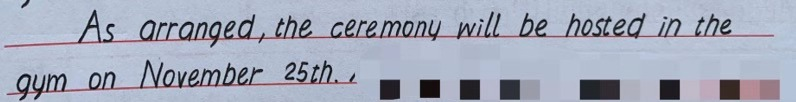 As arranged, the ceremony will be hosted in the
gym on November 25th.